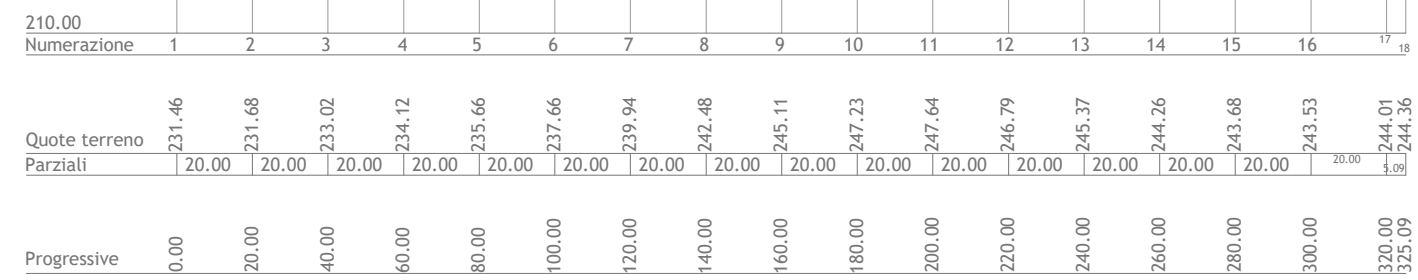 210.00
Numerazione 1 2 3 4 5 6 7 8 9 10 11 12 13 14 15 16 17 18
Quote terreno 231.46 231.68 233.02 234.12 235.66 237.66 239.94 242.48 245.11 247.23 247.64 246.79 245.37 244.26 243.68 243.53 244.01 244.36
Parziali 20.00 20.00 20.00 20.00 20.00 20.00 20.00 20.00 20.00 20.00 20.00 20.00 20.00 20.00 20.00 20.00 5.09
Progressive 0.00 20.00 40.00 60.00 80.00 100.00 120.00 140.00 160.00 180.00 200.00 220.00 240.00 260.00 280.00 300.00 320.00 325.09